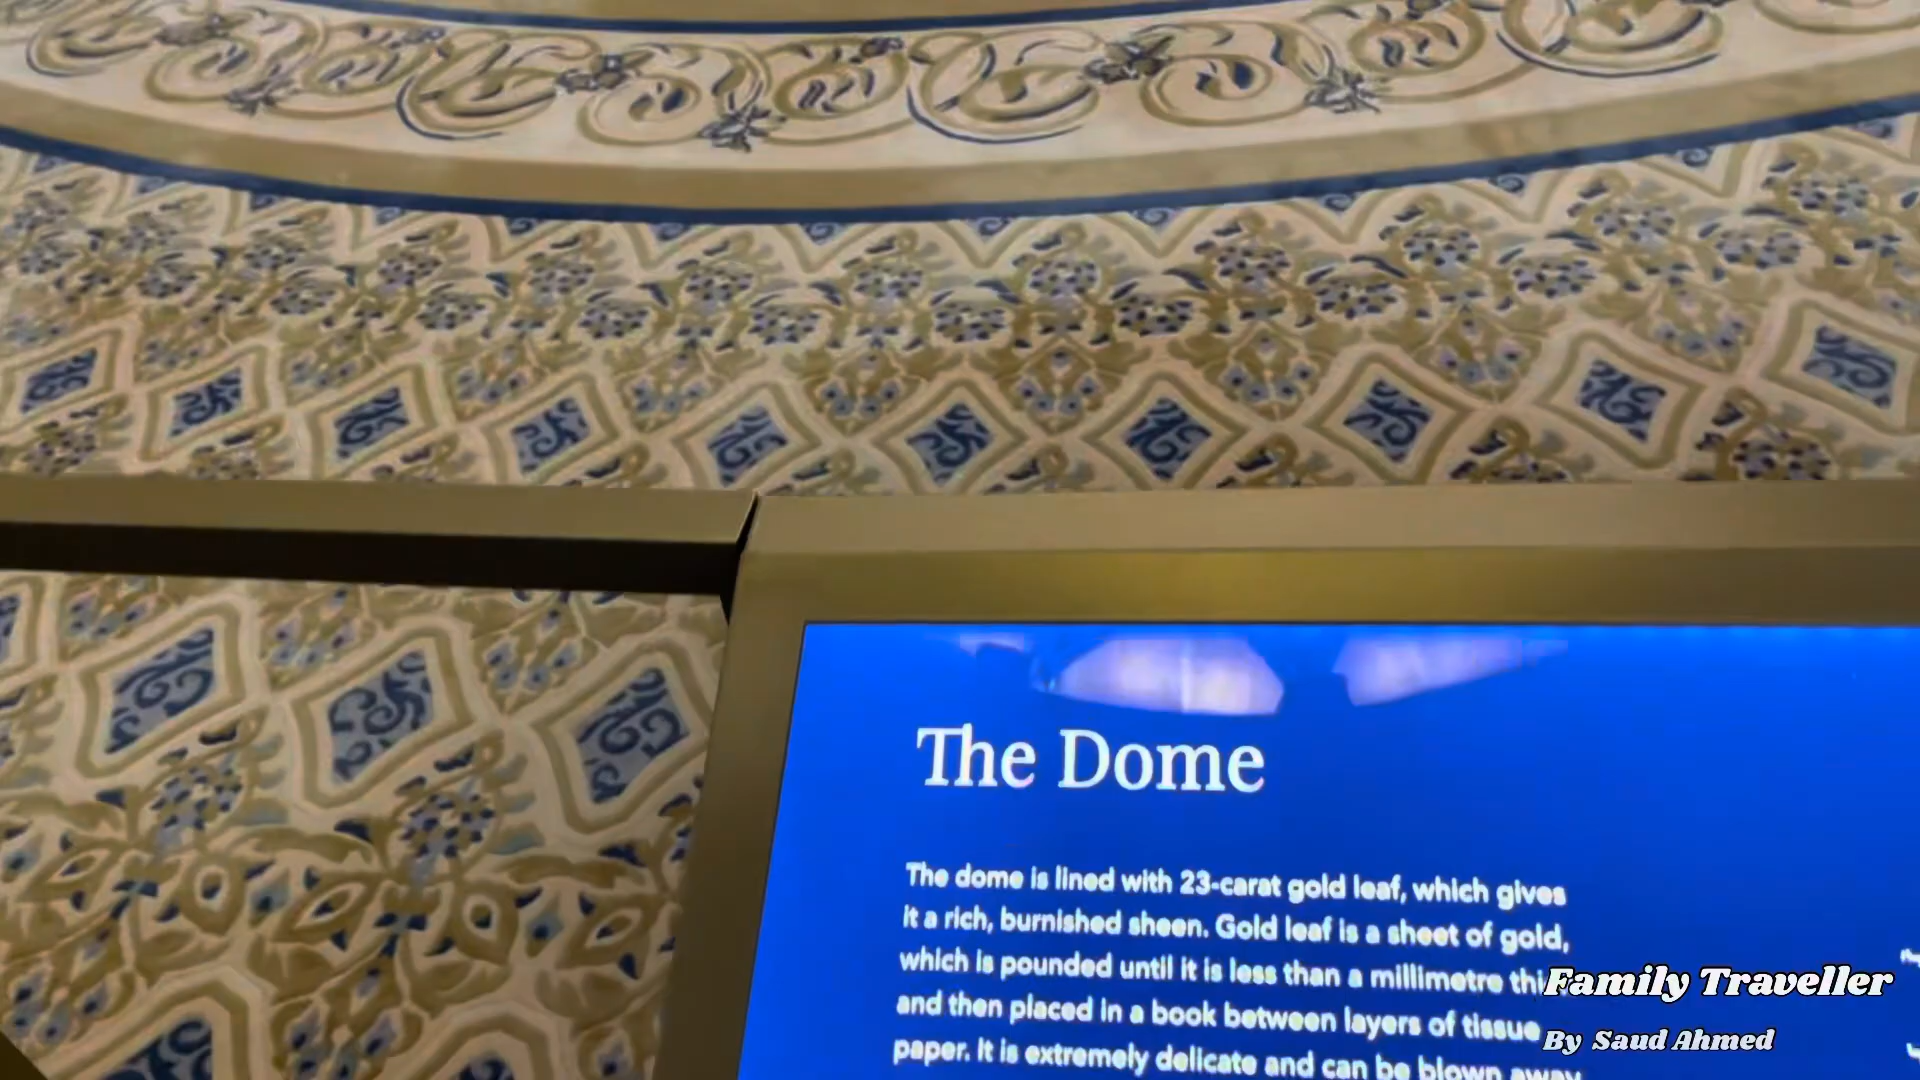 The Dome
The dome is lined with 23-carat gold leaf, which gives
it a rich, burnished sheen. Gold leaf is a sheet of gold,
which is pounded until it is less than a millimetre
and then placed in a book between layers of tissue
paper. It is extremely delicate and can be blown away
Family Traveller
By Saud Ahmed